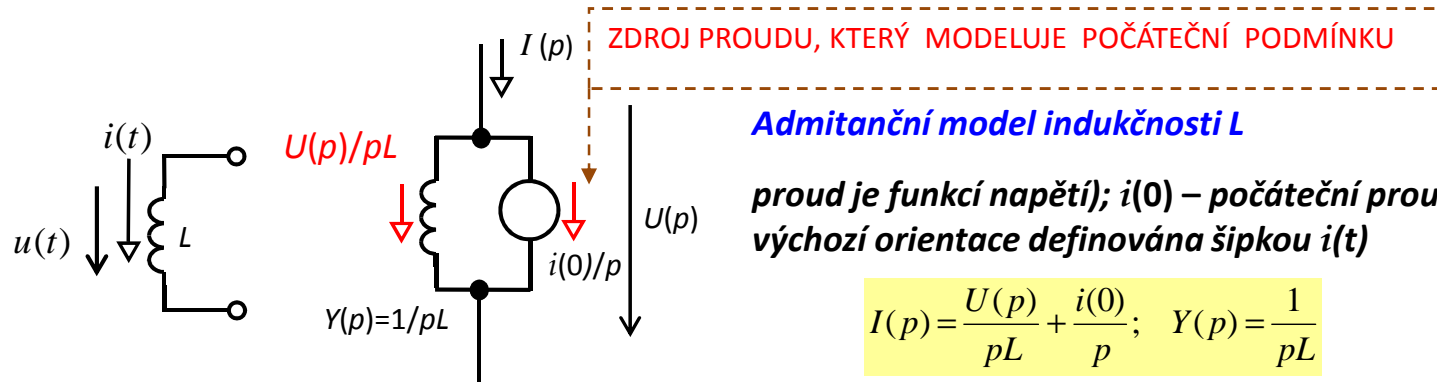 ZDROJ PROUDU, KTERÝ MODELUJE POČÁTEČNÍ PODMÍNKU
I (p)
i(t)
u(t)
L
U(p)/pL
i(0)/p
Y(p)=1/pL
U(p)
Admitanční model indukčnosti L
proud je funkcí napětí); i(0) – počáteční prou
výchozí orientace definována šipkou i(t)
I(p) = U(p)/pL + i(0)/p; Y(p) = 1/pL